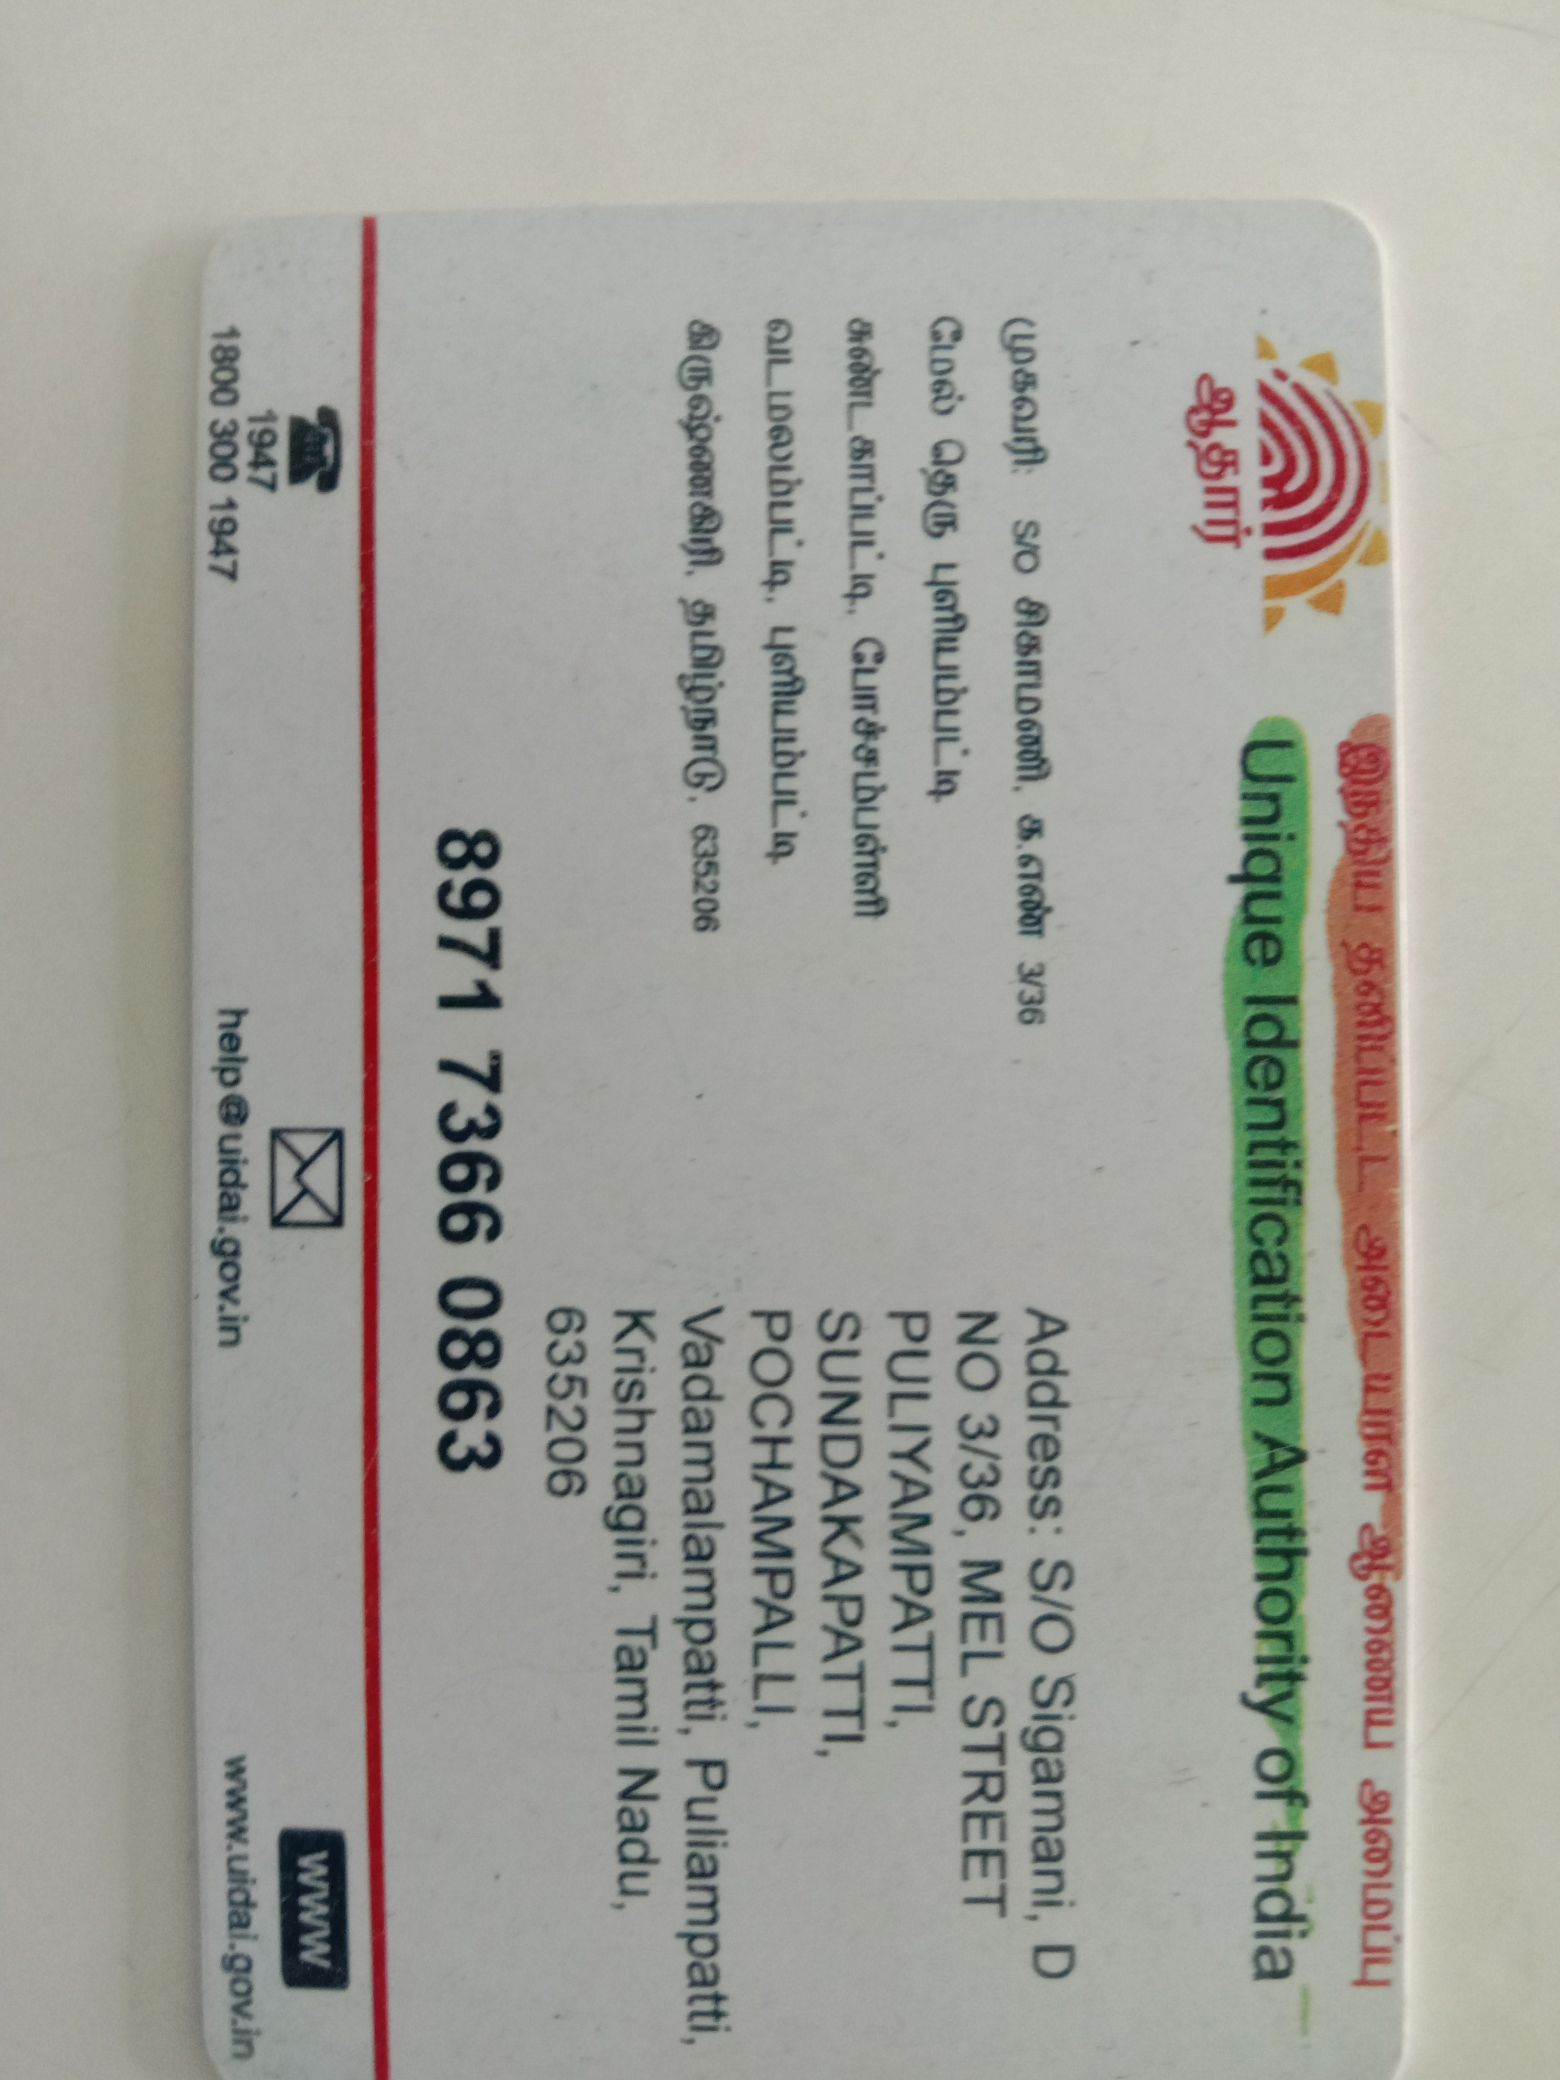 இந்திய தனிப்பட்ட அடையாள ஆணைய அமைப்பு
Unique Identification Authority of India
ஆதார்
முகவரி: S/O சிகாமணி, க.எண் 3/36
மேல் தெரு புளியம்பட்டி
சுண்டகாப்பட்டி, போச்சம்பள்ளி
வடமலம்பட்டி, புளியம்பட்டி
கிருஷ்ணகிரி, தமிழ்நாடு, 635206
Address: S/O Sigamani, D
NO 3/36, MEL STREET
PULIYAMPATTI,
SUNDAKAPATTI,
POCHAMPALLI,
Vadamalampatti, Puliampatti,
Krishnagiri, Tamil Nadu,
635206
8971 7366 0863
1947
1800 300 1947
help@uidai.gov.in
www
www.uidai.gov.in